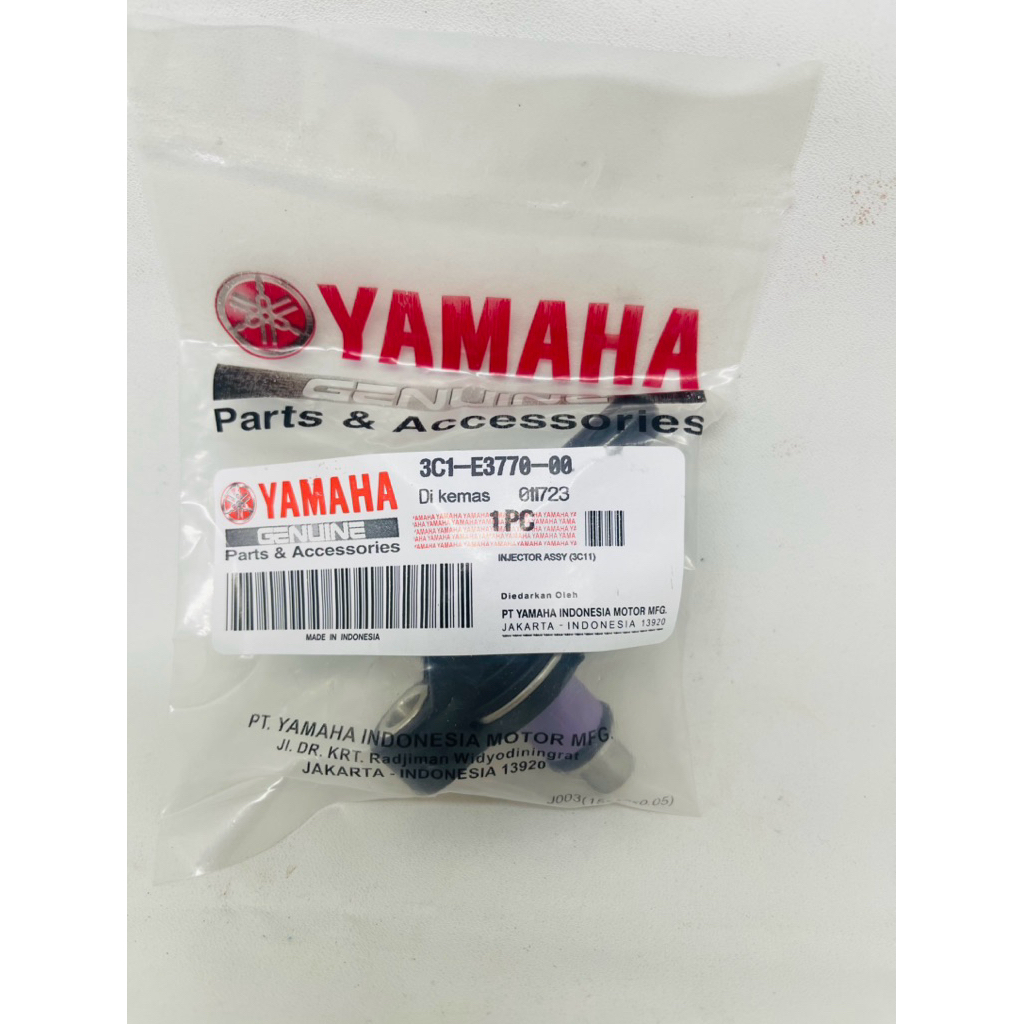 YAMAHA
GENUINE
Parts & Accessories
YAMAHA
GENUINE
Parts & Accessories
MADE IN INDONESIA
3C1-E3770-00
Di kemas 011723
1 PC
INJECTOR ASSY (3C11)
Diedarkan Oleh
PT YAMAHA INDONESIA MOTOR MFG.
JAKARTA - INDONESIA 13920
PT. YAMAHA INDONESIA MOTOR MFG.
Jl. DR. KRT. Radjiman Widyodiningrat
JAKARTA - INDONESIA 13920